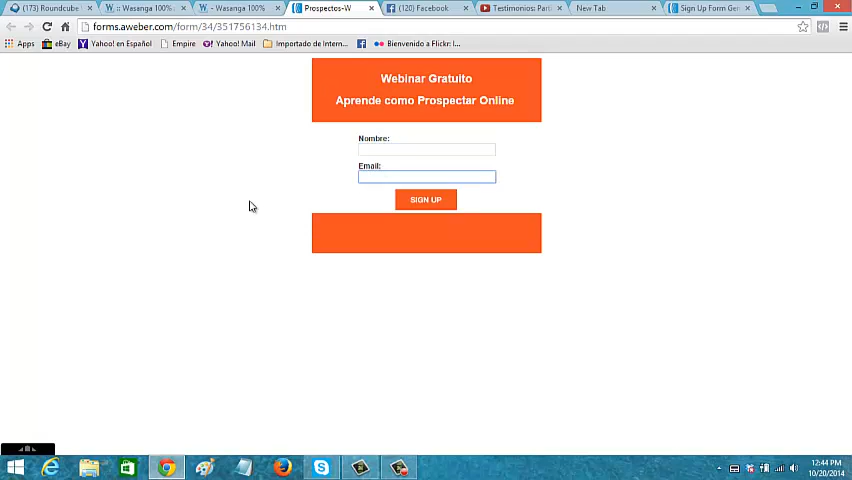 (173) Roundcube
:: Wasanga 100%
- Wasanga 100%
Prospectos-W
(120) Facebook
Testimonios Parti
New Tab
Sign Up Form Gen
forms.aweber.com/form/34/351756134.htm
Apps
eBay
Yahoo! en Español
Empire
Yahoo! Mail
Importado de Intern...
Bienvenido a Flickr: l...
Webinar Gratuito
Aprende como Prospectar Online
Nombre:
Email:
SIGN UP
12:44 PM
10/20/2014